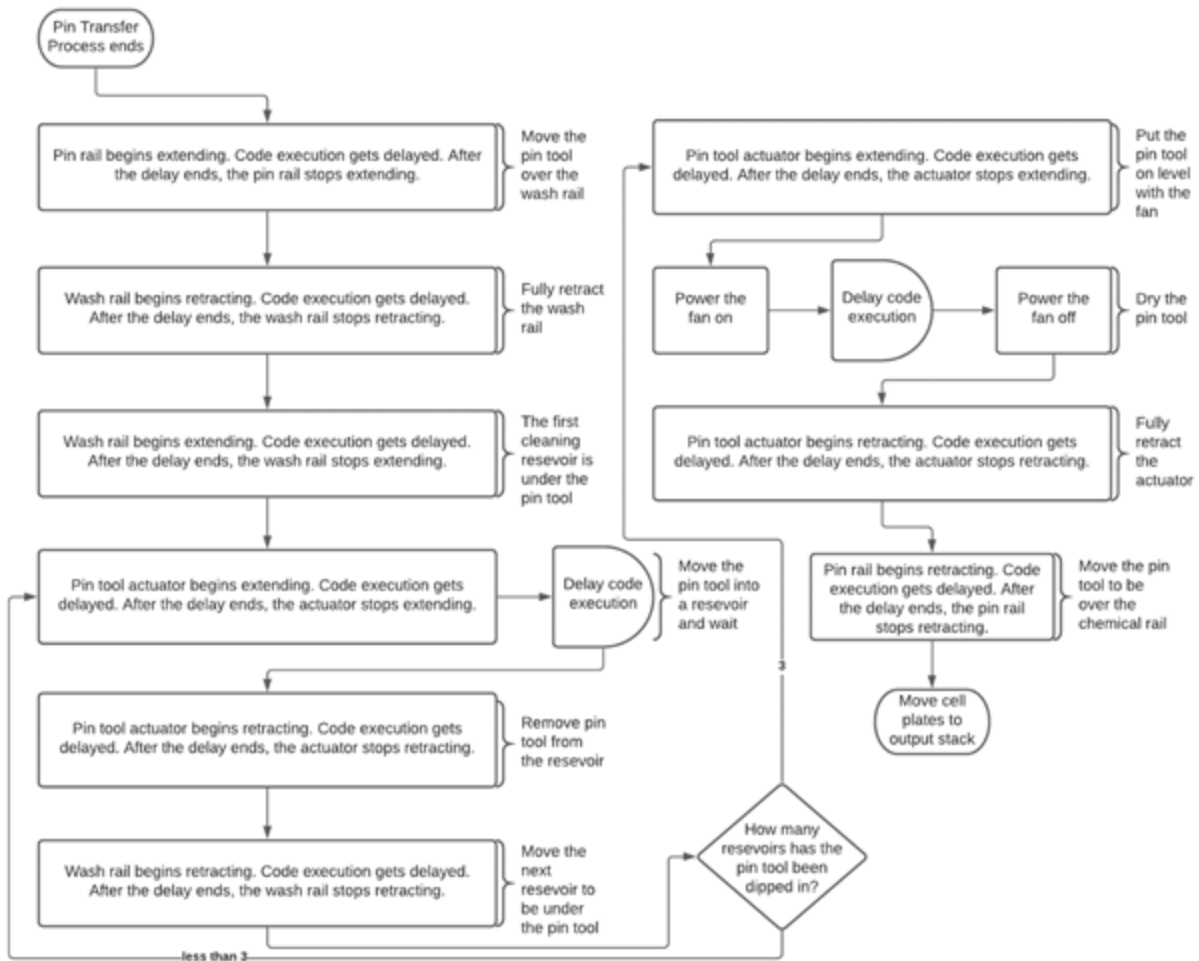 Pin Transfer
Process ends
Pin rail begins extending. Code execution gets delayed. After
the delay ends, the pin rail stops extending.
Move the
pin tool
over the
wash rail
Wash rail begins retracting. Code execution gets delayed.
After the delay ends, the wash rail stops retracting.
Fully retract
the wash
rail
Wash rail begins extending. Code execution gets delayed.
After the delay ends, the wash rail stops extending.
The first
cleaning
resevoir is
under the
pin tool
Pin tool actuator begins extending. Code execution gets
delayed. After the delay ends, the actuator stops extending.
Delay code
execution
Move the
pin tool into
a resevoir
and wait
Pin tool actuator begins retracting. Code execution gets
delayed. After the delay ends, the actuator stops retracting.
Remove pin
tool from
the resevoir
Wash rail begins retracting. Code execution gets delayed.
After the delay ends, the wash rail stops retracting.
Move the
next
resevoir to
be under
the pin tool
How many
resevoirs has the
pin tool been
dipped in?
less than 3
3
Pin tool actuator begins extending. Code execution gets
delayed. After the delay ends, the actuator stops extending.
Put the
pin tool
on level
with the
fan
Power the
fan on
Delay code
execution
Power the
fan off
Dry the
pin tool
Pin tool actuator begins retracting. Code execution gets
delayed. After the delay ends, the actuator stops retracting.
Fully
retract
the
actuator
Pin rail begins retracting. Code
execution gets delayed. After
the delay ends, the pin rail
stops retracting.
Move the pin
tool to be
over the
chemical rail
Move cell
plates to
output stack